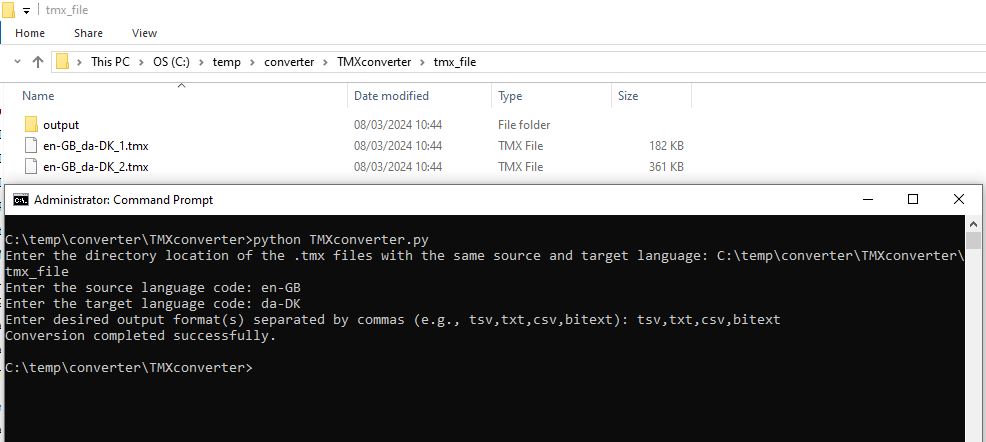 tmx_file
Home Share View
This PC > OS (C:) > temp > converter > TMXconverter > tmx_file
Name Date modified Type Size
output 08/03/2024 10:44 File folder
en-GB_da-DK_1.tmx 08/03/2024 10:44 TMX File 182 KB
en-GB_da-DK_2.tmx 08/03/2024 10:44 TMX File 361 KB
Administrator: Command Prompt
C:\temp\converter\TMXconverter>python TMXconverter.py
Enter the directory location of the .tmx files with the same source and target language: C:\temp\converter\TMXconverter\
tmx_file
Enter the source language code: en-GB
Enter the target language code: da-DK
Enter desired output format(s) separated by commas (e.g., tsv,txt,csv,bitext): tsv,txt,csv,bitext
Conversion completed successfully.
C:\temp\converter\TMXconverter>